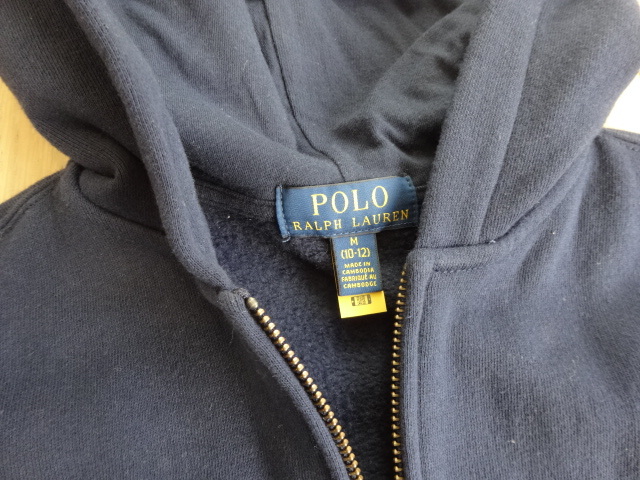 POLO
RALPH LAUREN
M
(10-12)
MADE IN
CAMBODIA
FABRIQUÉ AU
CAMBODGE